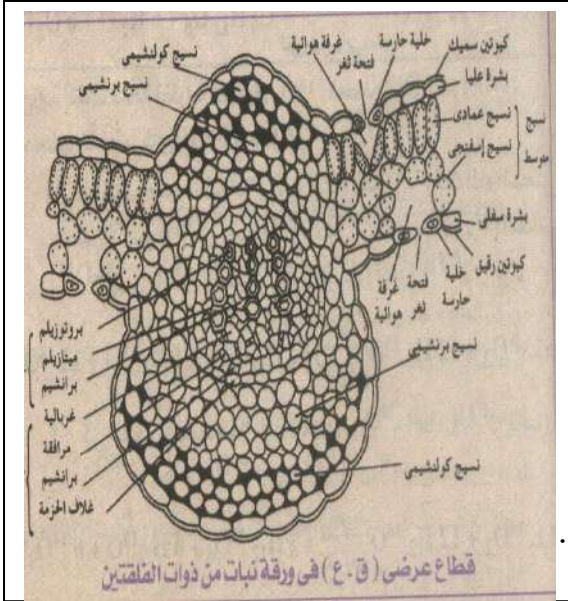 نسيج كولنشيمى
نسيج برنشيمى
غرفة هوائية
فتحة ثغر
خلية حارسة
كيوتين سميك
بشرة عليا
نسيج عمادى
نسيج إسفنجى
نسيج
متوسط
بشرة سفلى
كيوتين رقيق
خلية
حارسة
فتحة
ثغر
غرفة
هوائية
بروتوزيلم
ميتازيلم
برانشيم
غربالية
مرافقة
برانشيم
غلاف الحزمة
نسيج برنشيمى
نسيج كولنشيمى
قطاع عرضى ( ق . ع ) فى ورقة نبات من ذوات الفلقتين
.